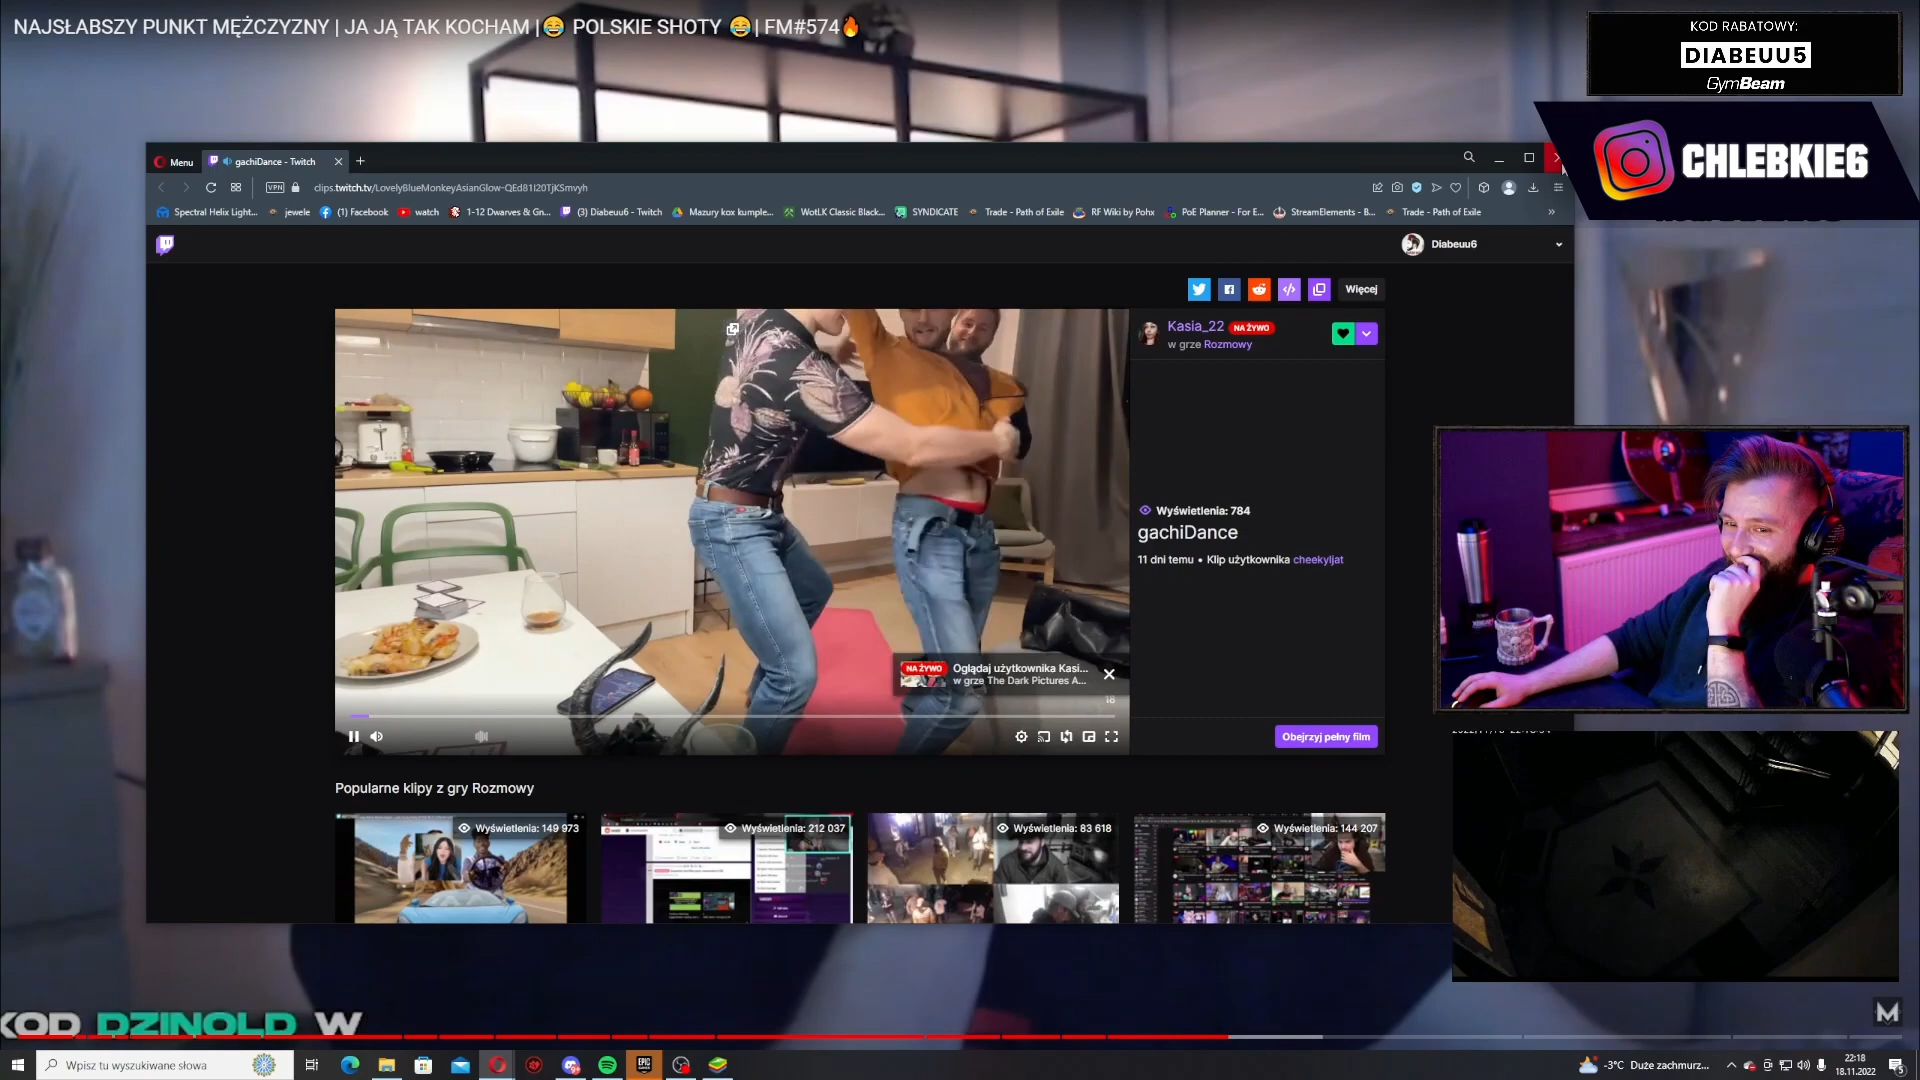 NAJSŁABSZY PUNKT MĘŻCZYZNY | JA JĄ TAK KOCHAM |😂 POLSKIE SHOTY 😂| FM#574🔥
KOD RABATOWY:
DIABEUU5
GymBeam
CHLEBKIE6
Menu
gachiDance - Twitch
VPN
clips.twitch.tv/LovelyBlueMonkeyAsianGlow-QEd81I20TjKSmvyh
Spectral Helix Light...
jewele
(1) Facebook
watch
1-12 Dwarves & Gn...
(3) Diabeuu6 - Twitch
Mazury kox kumple...
WotLK Classic Black...
SYNDICATE
Trade - Path of Exile
RF Wiki by Pohx
PoE Planner - For E...
StreamElements - B...
Trade - Path of Exile
Diabeuu6
Więcej
Kasia_22 NA ŻYWO
w grze Rozmowy
Wyświetlenia: 784
gachiDance
11 dni temu • Klip użytkownika cheekyljat
NA ŻYWO
Oglądaj użytkownika Kasi...
w grze The Dark Pictures A...
18
Obejrzyj pełny film
Popularne klipy z gry Rozmowy
Wyświetlenia: 149 973
Wyświetlenia: 212 037
Wyświetlenia: 83 618
Wyświetlenia: 144 207
KOD DZINOLD W
Wpisz tu wyszukiwane słowa
EPIC GAMES
-3°C Duże zachmurz...
22:18
18.11.2022
5